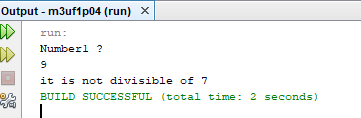 Output - m3uf1p04 (run)
run:
Number1 ?
9
it is not divisible of 7
BUILD SUCCESSFUL (total time: 2 seconds)